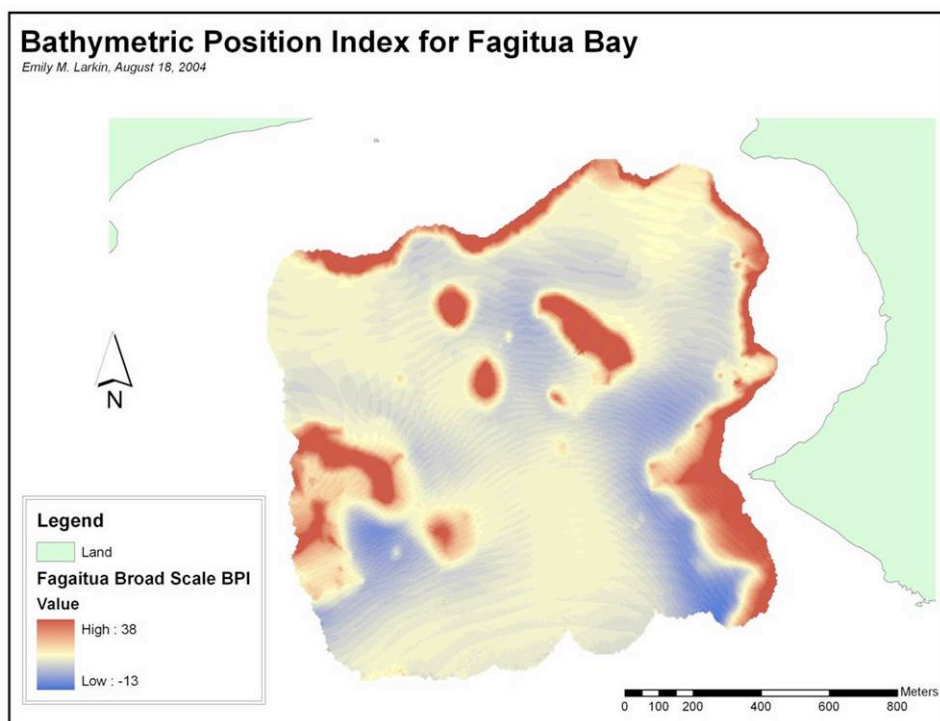 Bathymetric Position Index for Fagitua Bay
Emily M. Larkin, August 18, 2004
N
Legend
Land
Fagaitua Broad Scale BPI
Value
High : 38
Low : -13
Meters
0 100 200 400 600 800